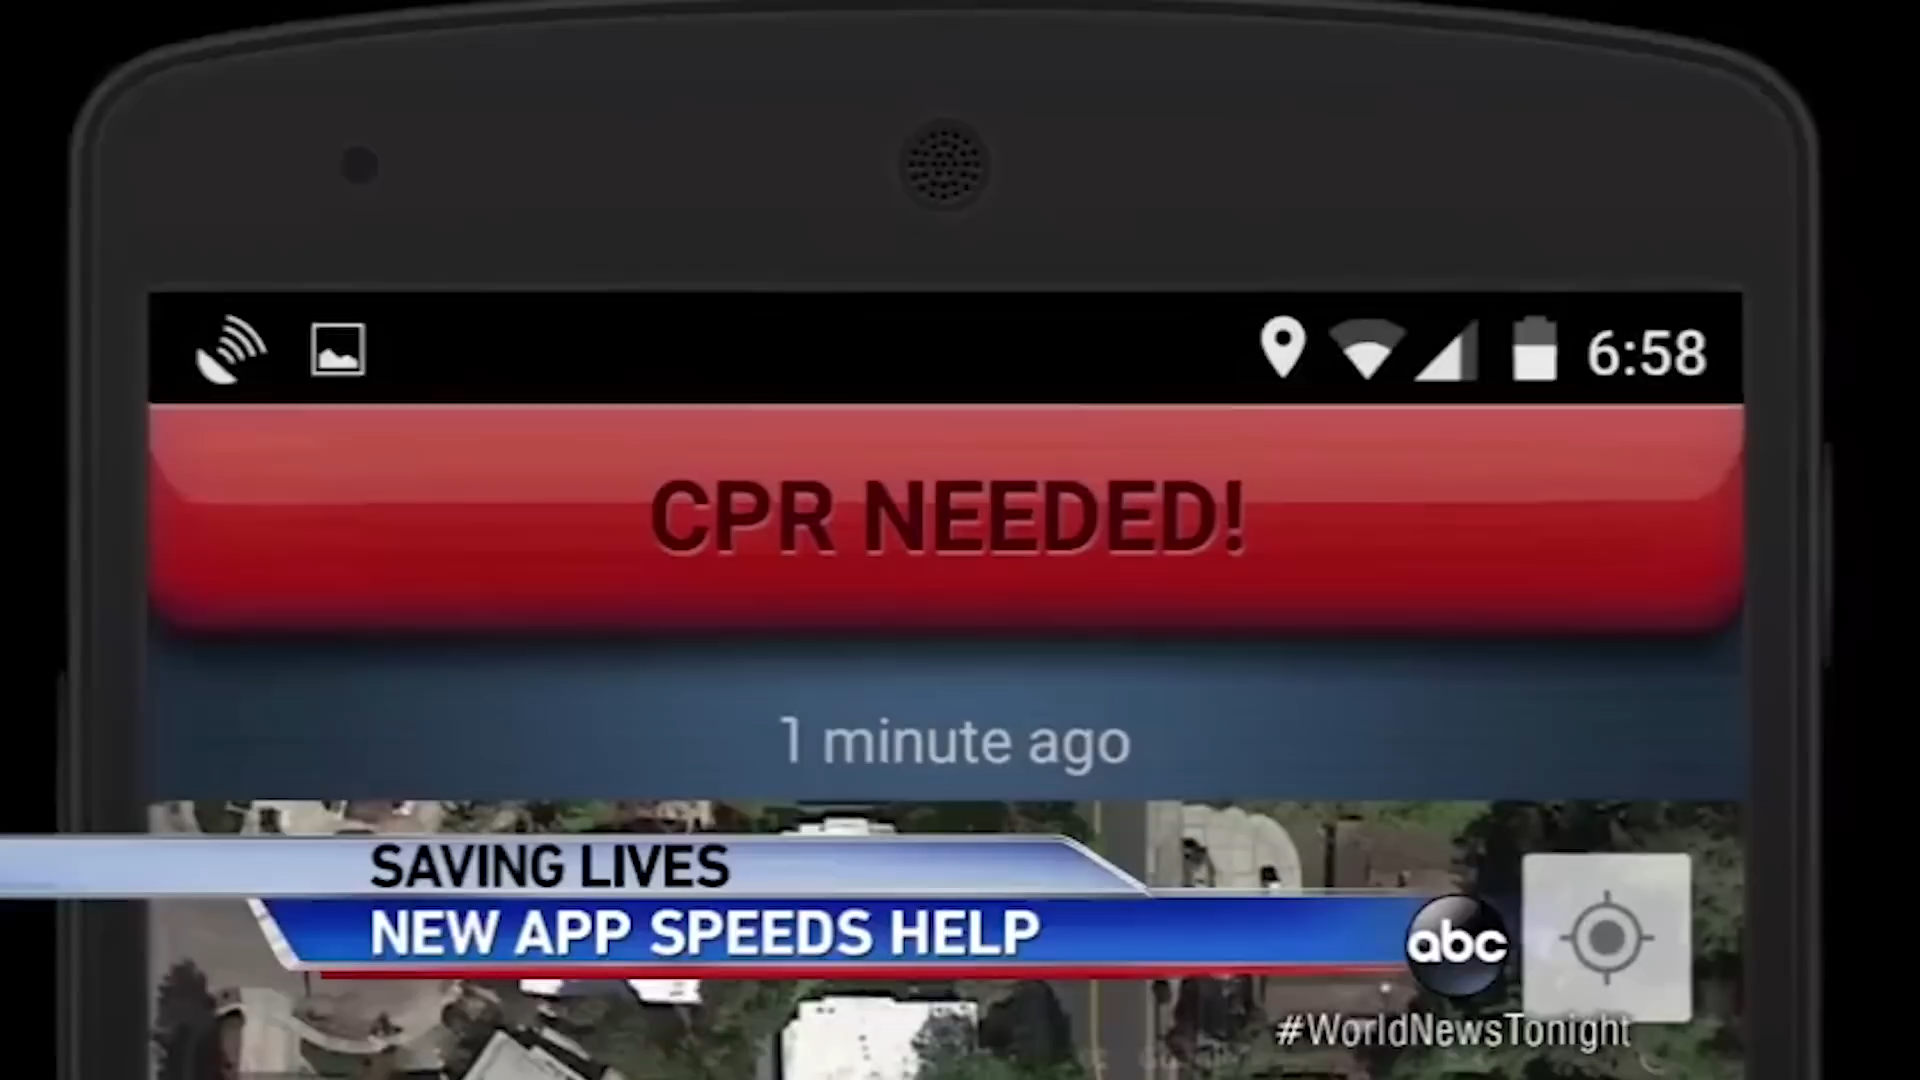 6:58
CPR NEEDED!
1 minute ago
SAVING LIVES
NEW APP SPEEDS HELP
abc
#WorldNewsTonight